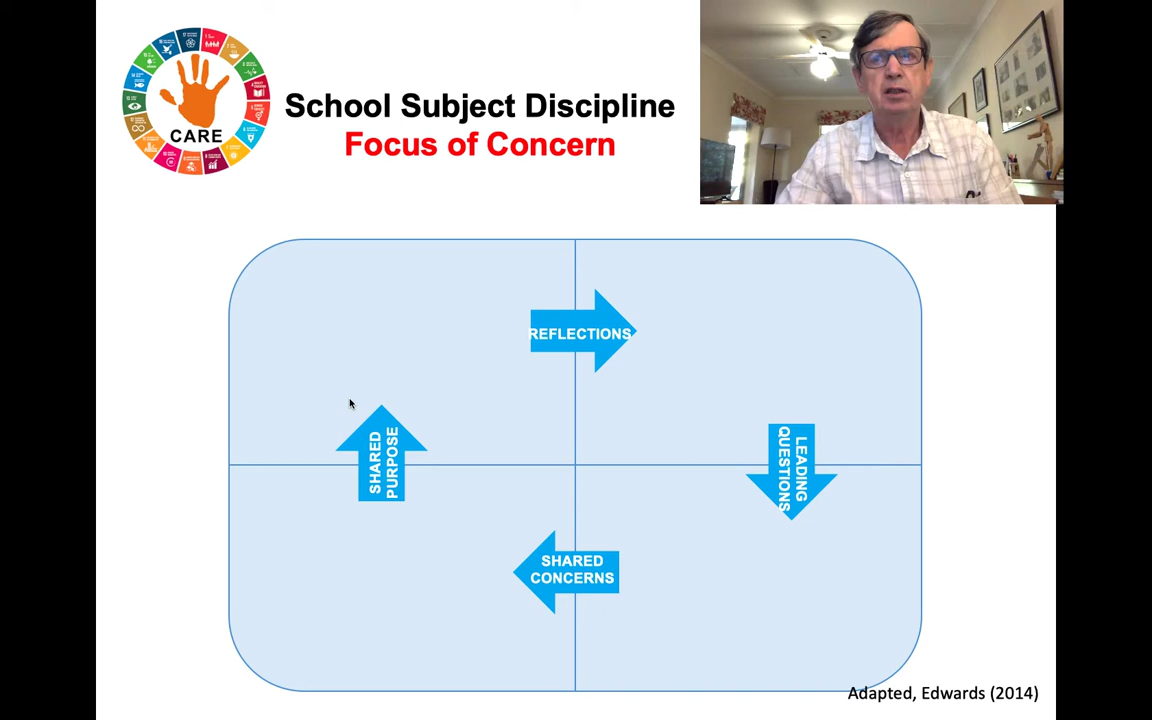 CARE
School Subject Discipline
Focus of Concern
REFLECTIONS
SHARED
PURPOSE
LEADING
QUESTIONS
SHARED
CONCERNS
Adapted, Edwards (2014)